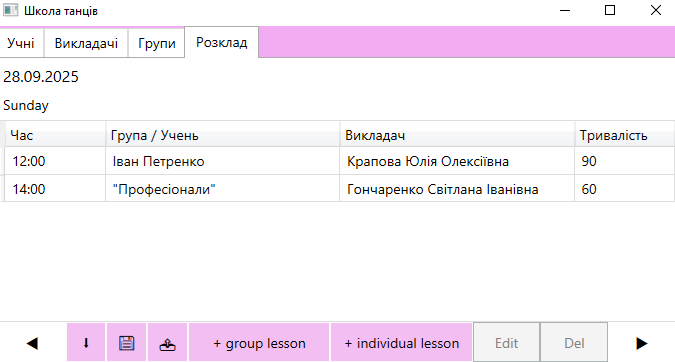 Школа танців
Учні Викладачі Групи Розклад
28.09.2025
Sunday
Час Група / Учень Викладач Тривалість
12:00 Іван Петренко Крапова Юлія Олексіївна 90
14:00 "Професіонали" Гончаренко Світлана Іванівна 60
+ group lesson + individual lesson Edit Del